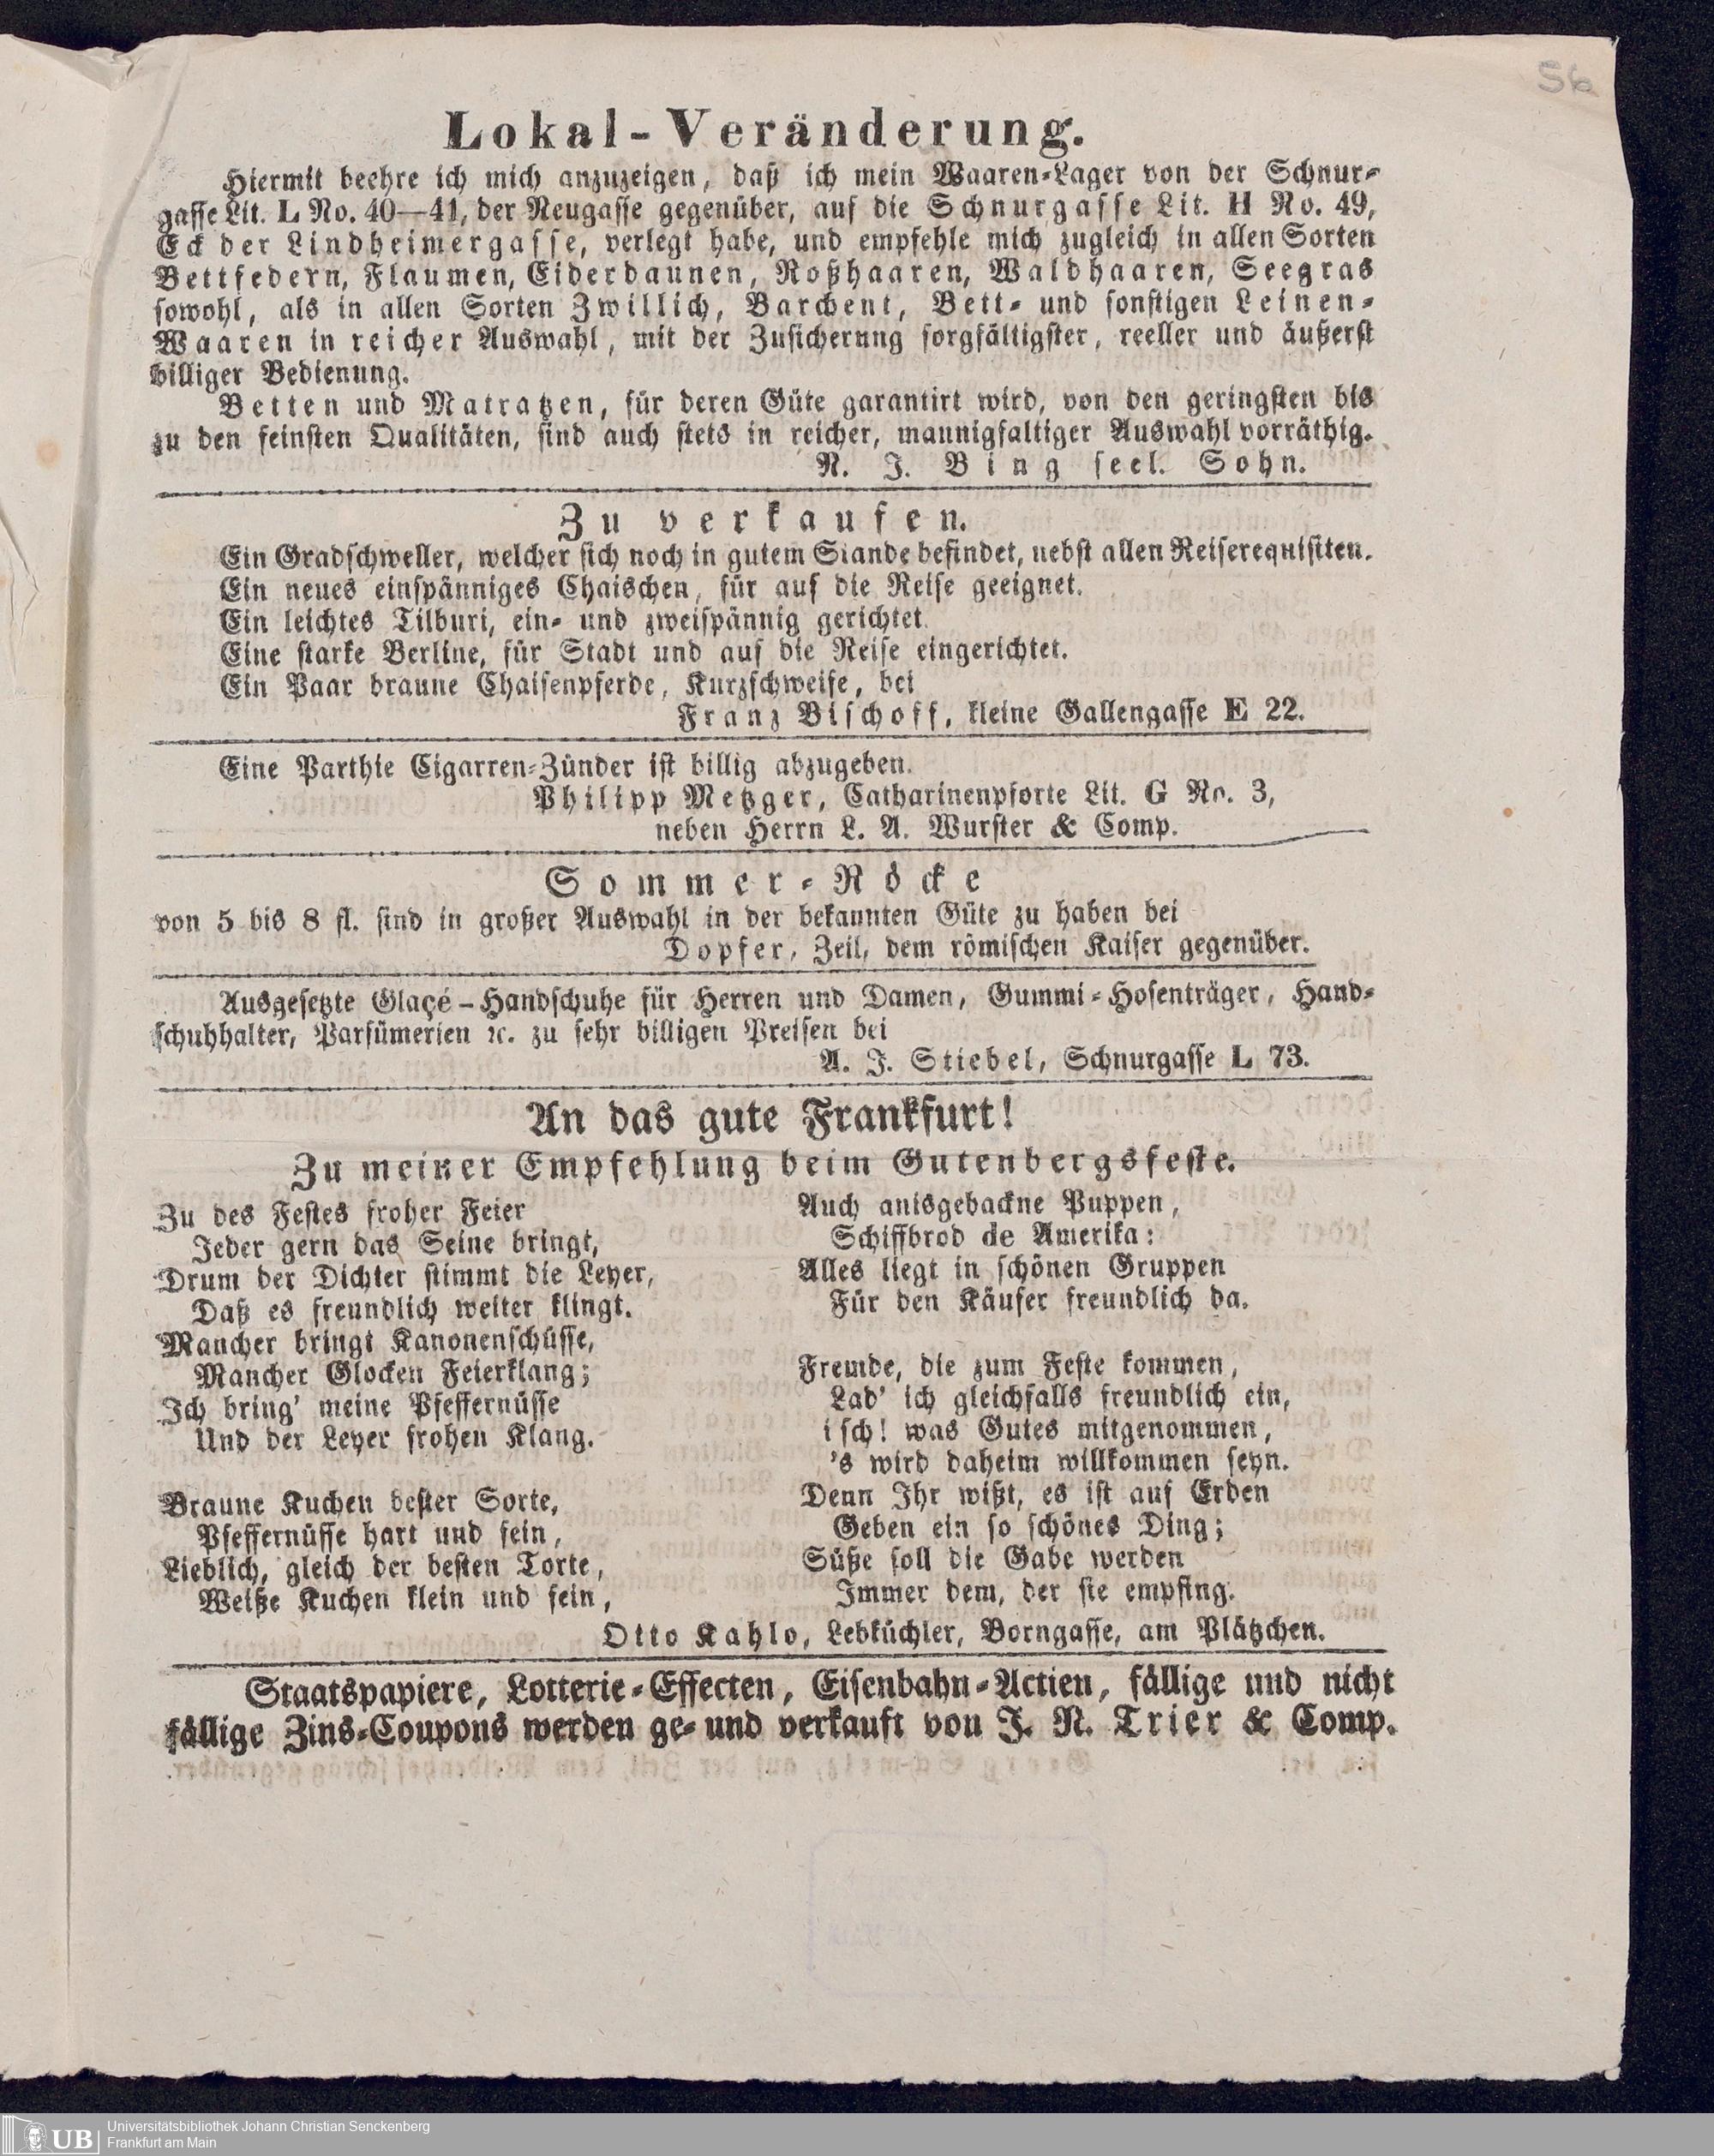 56
Lokal-Veränderung.
Hiermit beehre ich mich anzuzeigen, daß ich mein Waaren-Lager von der Schnur-
gasse Lit. L No. 40—41, der Neugasse gegenüber, auf die Schnurgasse Lit. H No. 49,
Eck der Lindheimergasse, verlegt habe, und empfehle mich zugleich in allen Sorten
Bettfedern, Flaumen, Eiderdaunen, Roßhaaren, Waldhaaren, Seegras
sowohl, als in allen Sorten Zwillich, Barchent, Bett- und sonstigen Leinen-
Waaren in reicher Auswahl, mit der Zusicherung sorgfältigster, reeller und äußerst
billiger Bedienung.
Betten und Matratzen, für deren Güte garantirt wird, von den geringsten bis
zu den feinsten Qualitäten, sind auch stets in reicher, mannigfaltiger Auswahl vorräthig.
N. J. Bing seel. Sohn.
Zu verkaufen.
Ein Gradschweller, welcher sich noch in gutem Stande befindet, nebst allen Reiserequisiten.
Ein neues einspänniges Chaischen, für auf die Reise geeignet.
Ein leichtes Tilburi, ein- und zweispännig gerichtet.
Eine starke Berline, für Stadt und auf die Reise eingerichtet.
Ein Paar braune Chaisenpferde, Kurzschweife, bei
Franz Bischoff, kleine Gallengasse E 22.
Eine Parthie Cigarren-Zünder ist billig abzugeben.
Philipp Metzger, Catharinenpforte Lit. G No. 3,
neben Herrn L. A. Wurster & Comp.
Sommer-Röcke
von 5 bis 8 fl. sind in großer Auswahl in der bekannten Güte zu haben bei
Dopfer, Zeil, dem römischen Kaiser gegenüber.
Ausgesetzte Glaçé-Handschuhe für Herren und Damen, Gummi-Hosenträger, Hand-
schuhhalter, Parfümerien ꝛc. zu sehr billigen Preisen bei
A. J. Stiebel, Schnurgasse L 73.
An das gute Frankfurt!
Zu meiner Empfehlung beim Gutenbergsfeste.
Zu des Festes froher Feier
Jeder gern das Seine bringt,
Drum der Dichter stimmt die Leyer,
Daß es freundlich weiter klingt.
Mancher bringt Kanonenschüsse,
Mancher Glocken Feierklang;
Ich bring' meine Pfeffernüsse
Und der Leyer frohen Klang.
Braune Kuchen bester Sorte,
Pfeffernüsse hart und fein,
Lieblich, gleich der besten Torte,
Weiße Kuchen klein und fein,
Auch anisgebackne Puppen,
Schiffbrod de Amerika:
Alles liegt in schönen Gruppen
Für den Käufer freundlich da.
Fremde, die zum Feste kommen,
Lad' ich gleichfalls freundlich ein,
isch! was Gutes mitgenommen,
's wird daheim willkommen seyn.
Denn Ihr wißt, es ist auf Erden
Geben ein so schönes Ding;
Süße soll die Gabe werden
Immer dem, der sie empfing.
Otto Kahlo, Lebküchler, Borngasse, am Plätzchen.
Staatspapiere, Lotterie-Effecten, Eisenbahn-Actien, fällige und nicht
fällige Zins-Coupons werden ge- und verkauft von J. N. Trier & Comp.
UB
Universitätsbibliothek Johann Christian Senckenberg
Frankfurt am Main